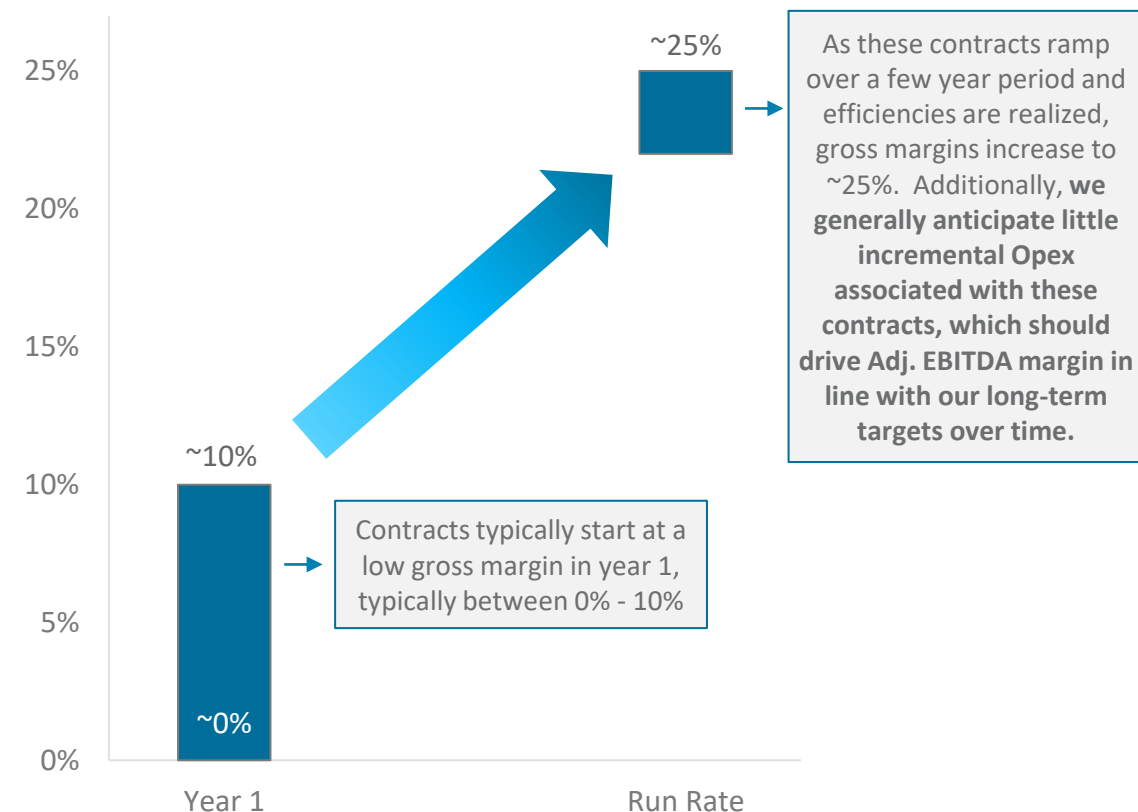 ~25%
25%
20%
15%
10%
5%
0%
As these contracts ramp
over a few year period and
efficiencies are realized,
gross margins increase to
~25%.  Additionally, we
generally anticipate little
incremental Opex
associated with these
contracts, which should
drive Adj. EBITDA margin in
line with our long-term
targets over time.
~10%
Contracts typically start at a
low gross margin in year 1,
typically between 0% - 10%
~0%
Year 1
Run Rate